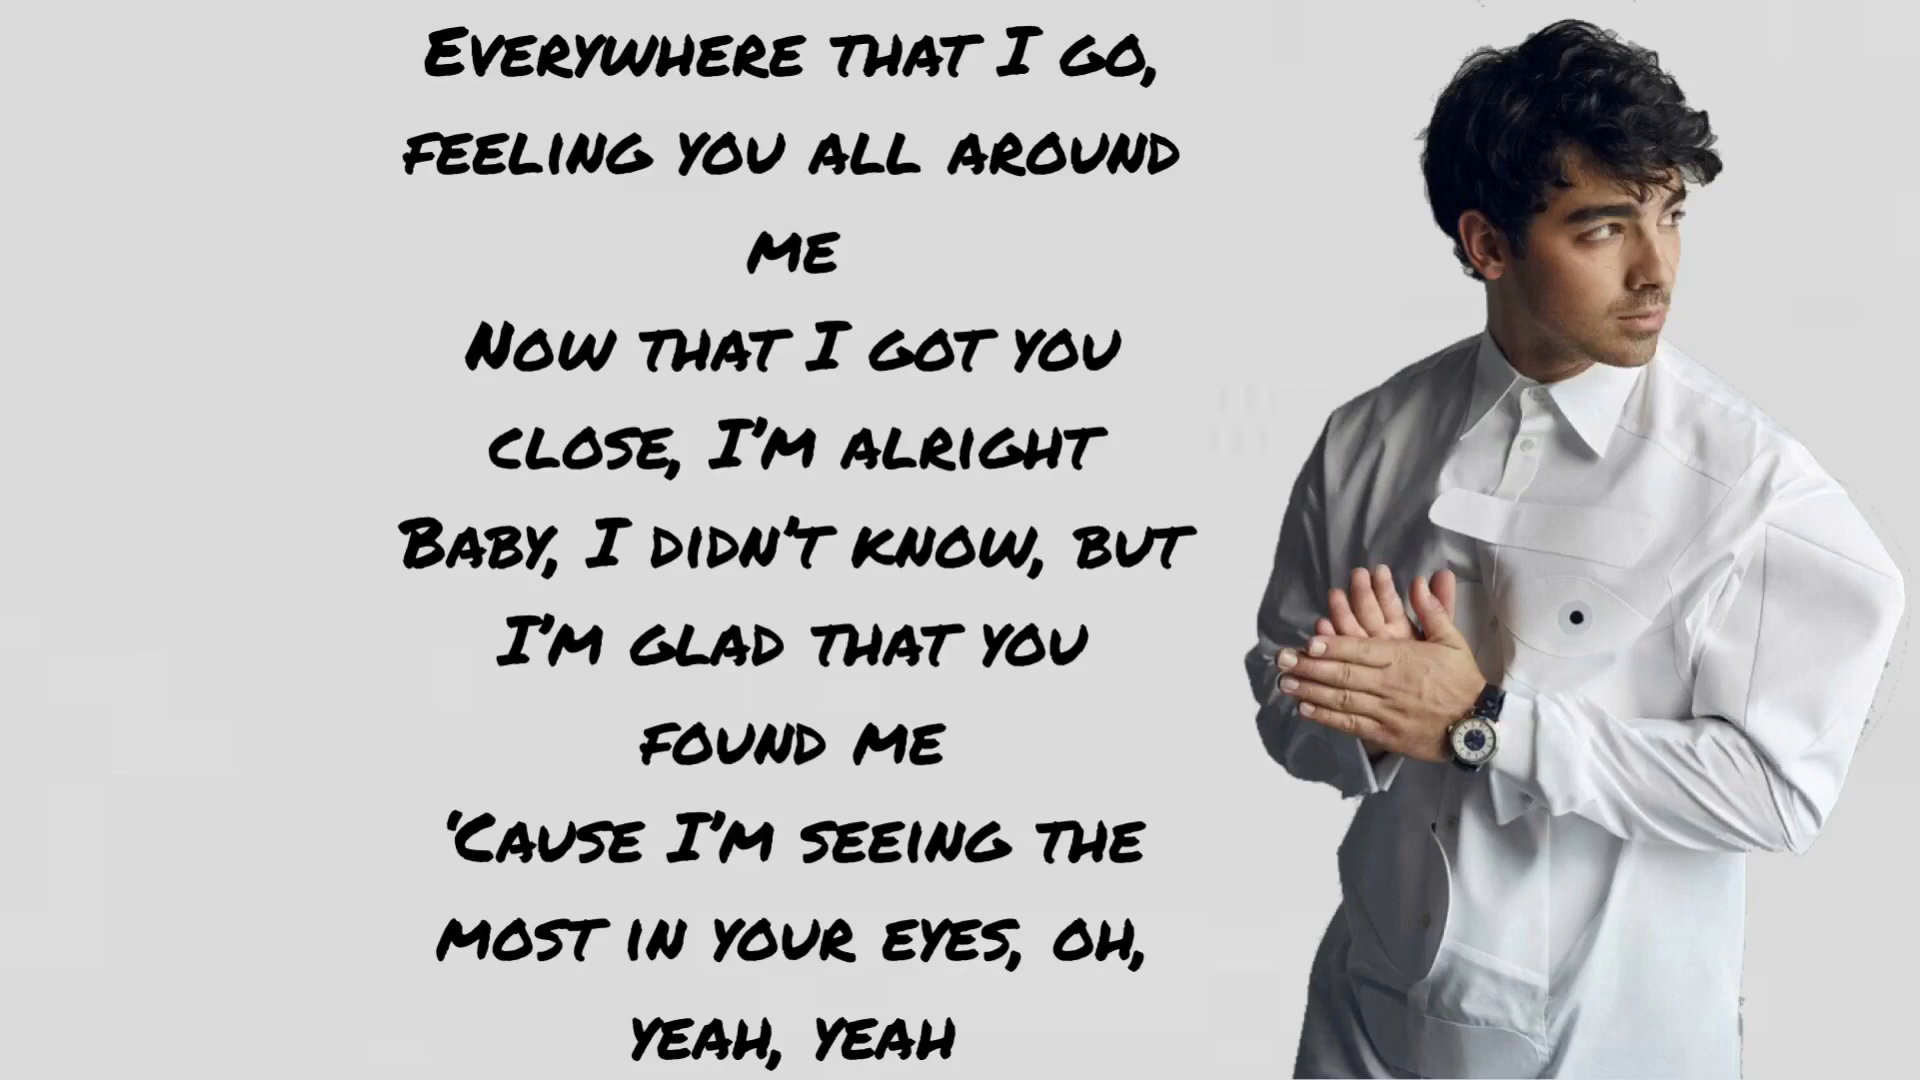 Everywhere that I go,
feeling you all around
me
Now that I got you
close, I'm alright
Baby, I didn't know, but
I'm glad that you
found me
'Cause I'm seeing the
most in your eyes, oh,
yeah, yeah